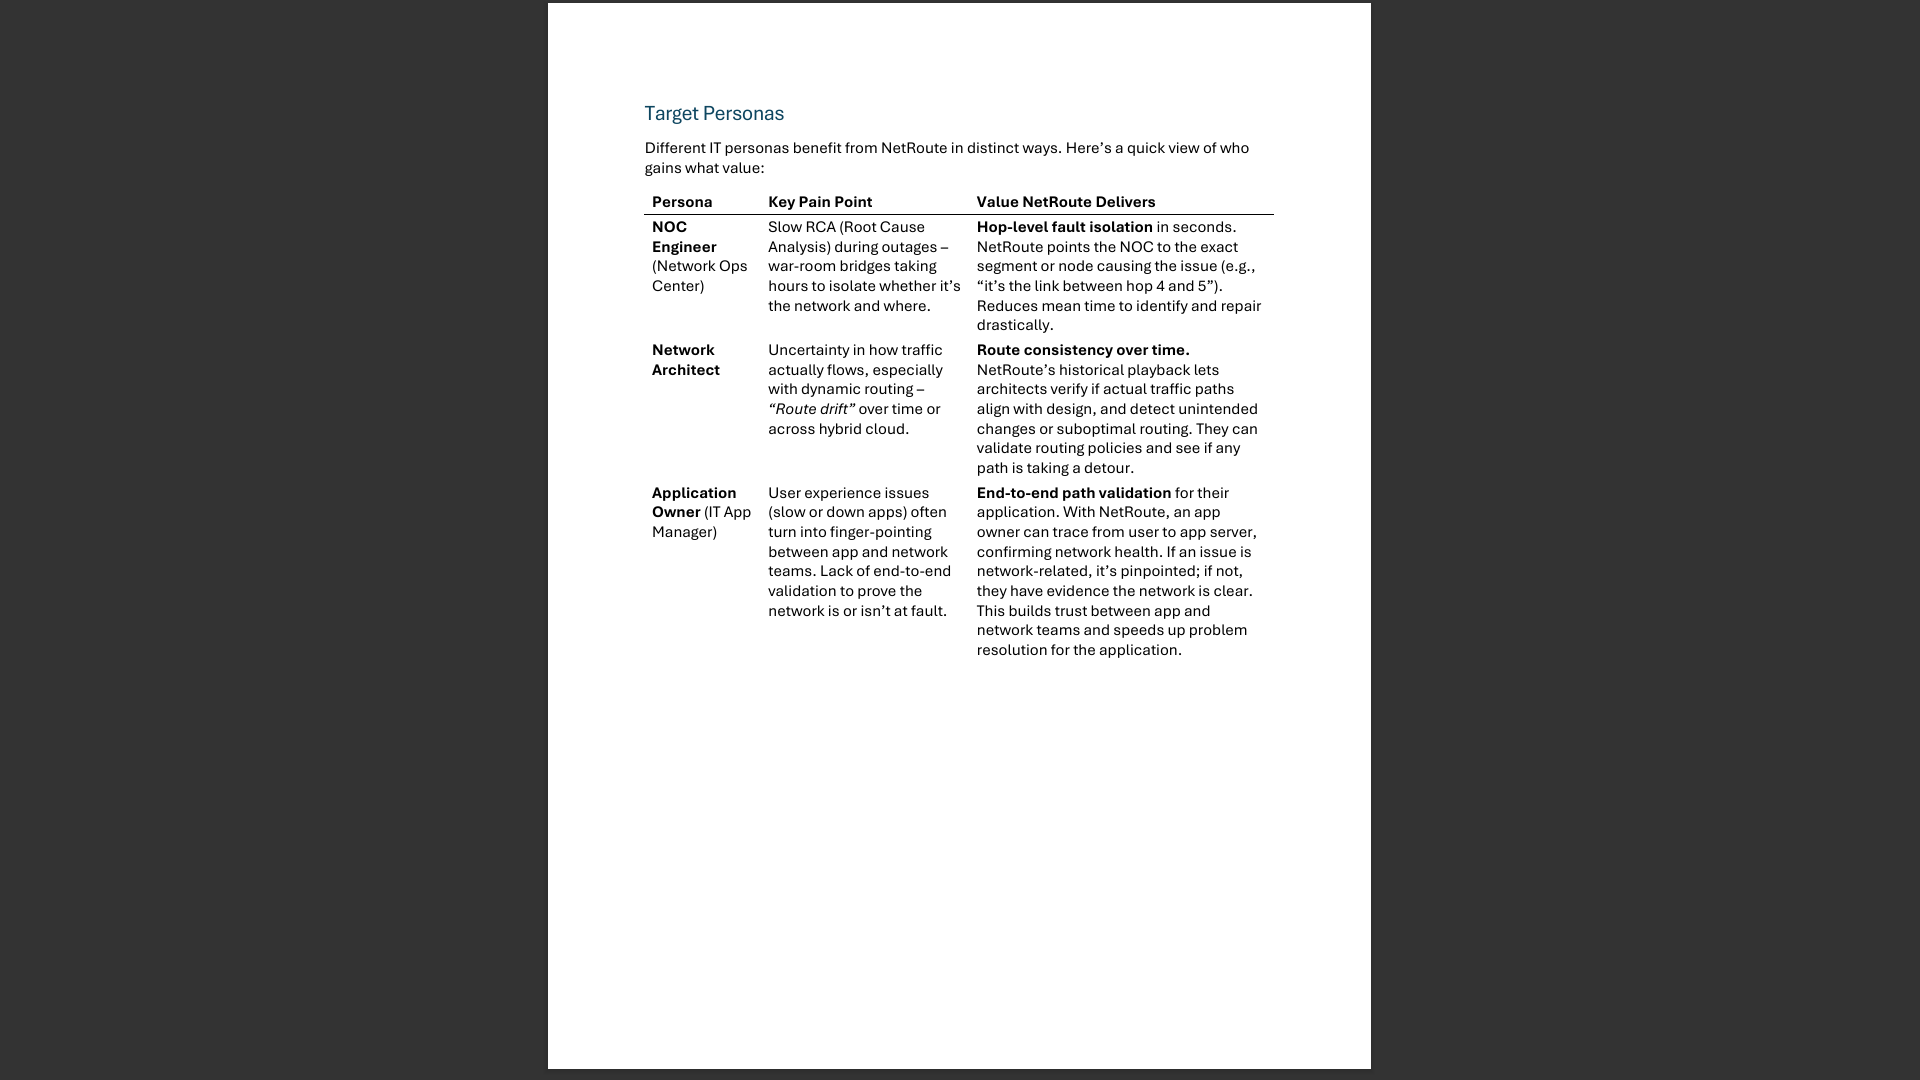 Target Personas
Different IT personas benefit from NetRoute in distinct ways. Here’s a quick view of who
gains what value:
Persona
Key Pain Point
Value NetRoute Delivers
NOC
Engineer
(Network Ops
Center)
Slow RCA (Root Cause
Analysis) during outages –
war-room bridges taking
hours to isolate whether it’s
the network and where.
Hop-level fault isolation in seconds.
NetRoute points the NOC to the exact
segment or node causing the issue (e.g.,
“it’s the link between hop 4 and 5”).
Reduces mean time to identify and repair
drastically.
Network
Architect
Uncertainty in how traffic
actually flows, especially
with dynamic routing –
“Route drift” over time or
across hybrid cloud.
Route consistency over time.
NetRoute’s historical playback lets
architects verify if actual traffic paths
align with design, and detect unintended
changes or suboptimal routing. They can
validate routing policies and see if any
path is taking a detour.
Application
Owner (IT App
Manager)
User experience issues
(slow or down apps) often
turn into finger-pointing
between app and network
teams. Lack of end-to-end
validation to prove the
network is or isn’t at fault.
End-to-end path validation for their
application. With NetRoute, an app
owner can trace from user to app server,
confirming network health. If an issue is
network-related, it’s pinpointed; if not,
they have evidence the network is clear.
This builds trust between app and
network teams and speeds up problem
resolution for the application.